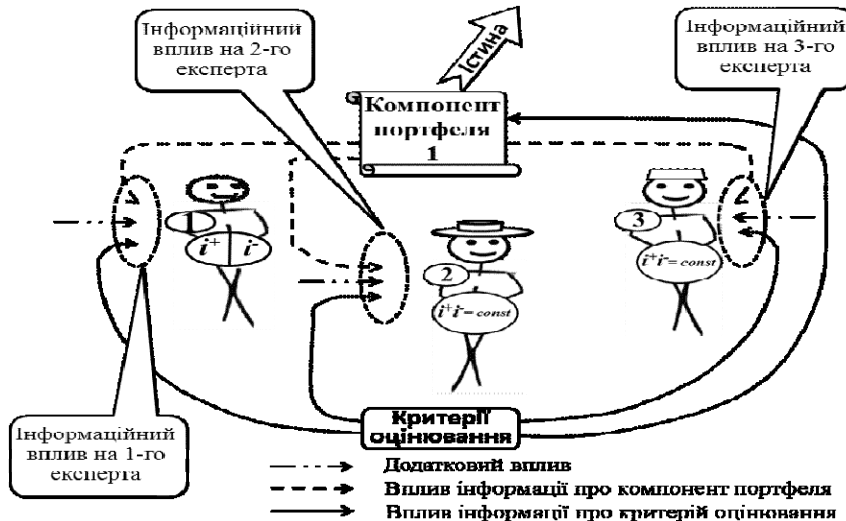 Інформаційний
вплив на 2-го
експерта
Істина
Інформаційний
вплив на 3-го
експерта
Компонент
портфеля
1
1
i⁺ i⁻
2
i⁺i⁻= const
3
i⁺i⁻= const
Інформаційний
вплив на 1-го
експерта
Критерії
оцінювання
Додатковий вплив
Вплив інформації про компонент портфеля
Вплив інформації про критерій оцінювання